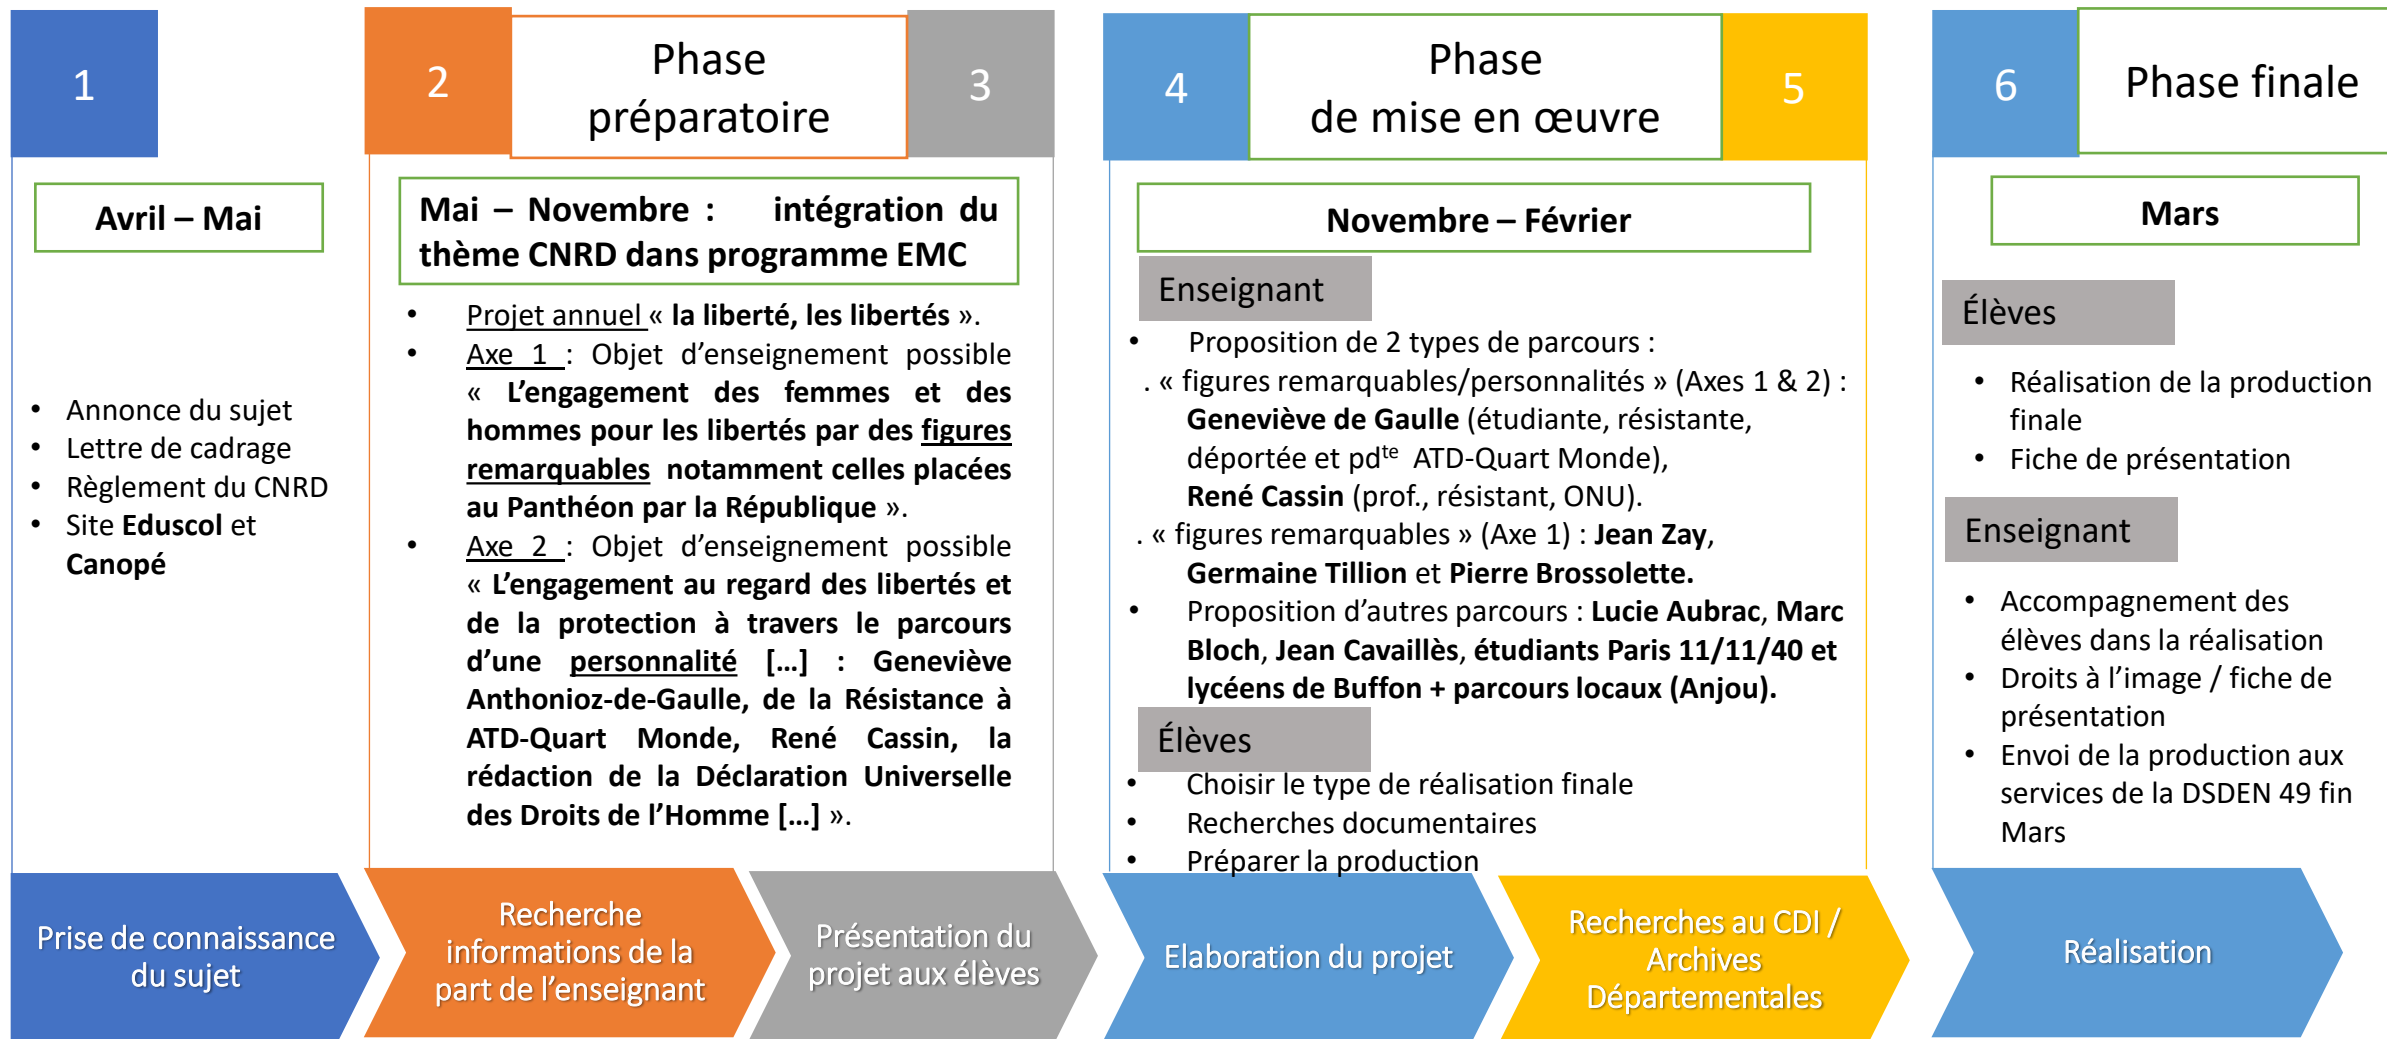 1
Avril – Mai
• Annonce du sujet
• Lettre de cadrage
• Règlement du CNRD
• Site Eduscol et
Canopé
Prise de connaissance
du sujet
2
Phase
préparatoire
3
Mai – Novembre : intégration du
thème CNRD dans programme EMC
• Projet annuel « la liberté, les libertés ».
• Axe 1 : Objet d’enseignement possible
« L’engagement des femmes et des
hommes pour les libertés par des figures
remarquables notamment celles placées
au Panthéon par la République ».
• Axe 2 : Objet d’enseignement possible
« L’engagement au regard des libertés et
de la protection à travers le parcours
d’une personnalité […] : Geneviève
Anthonioz-de-Gaulle, de la Résistance à
ATD-Quart Monde, René Cassin, la
rédaction de la Déclaration Universelle
des Droits de l’Homme […] ».
Recherche
informations de la
part de l’enseignant
Présentation du
projet aux élèves
4
Phase
de mise en œuvre
5
Novembre – Février
Enseignant
• Proposition de 2 types de parcours :
. « figures remarquables/personnalités » (Axes 1 & 2) :
Geneviève de Gaulle (étudiante, résistante,
déportée et pdte ATD-Quart Monde),
René Cassin (prof., résistant, ONU).
. « figures remarquables » (Axe 1) : Jean Zay,
Germaine Tillion et Pierre Brossolette.
• Proposition d’autres parcours : Lucie Aubrac, Marc
Bloch, Jean Cavaillès, étudiants Paris 11/11/40 et
lycéens de Buffon + parcours locaux (Anjou).
Élèves
• Choisir le type de réalisation finale
• Recherches documentaires
• Préparer la production
Elaboration du projet
Recherches au CDI /
Archives
Départementales
6
Phase finale
Mars
Élèves
• Réalisation de la production
finale
• Fiche de présentation
Enseignant
• Accompagnement des
élèves dans la réalisation
• Droits à l’image / fiche de
présentation
• Envoi de la production aux
services de la DSDEN 49 fin
Mars
Réalisation